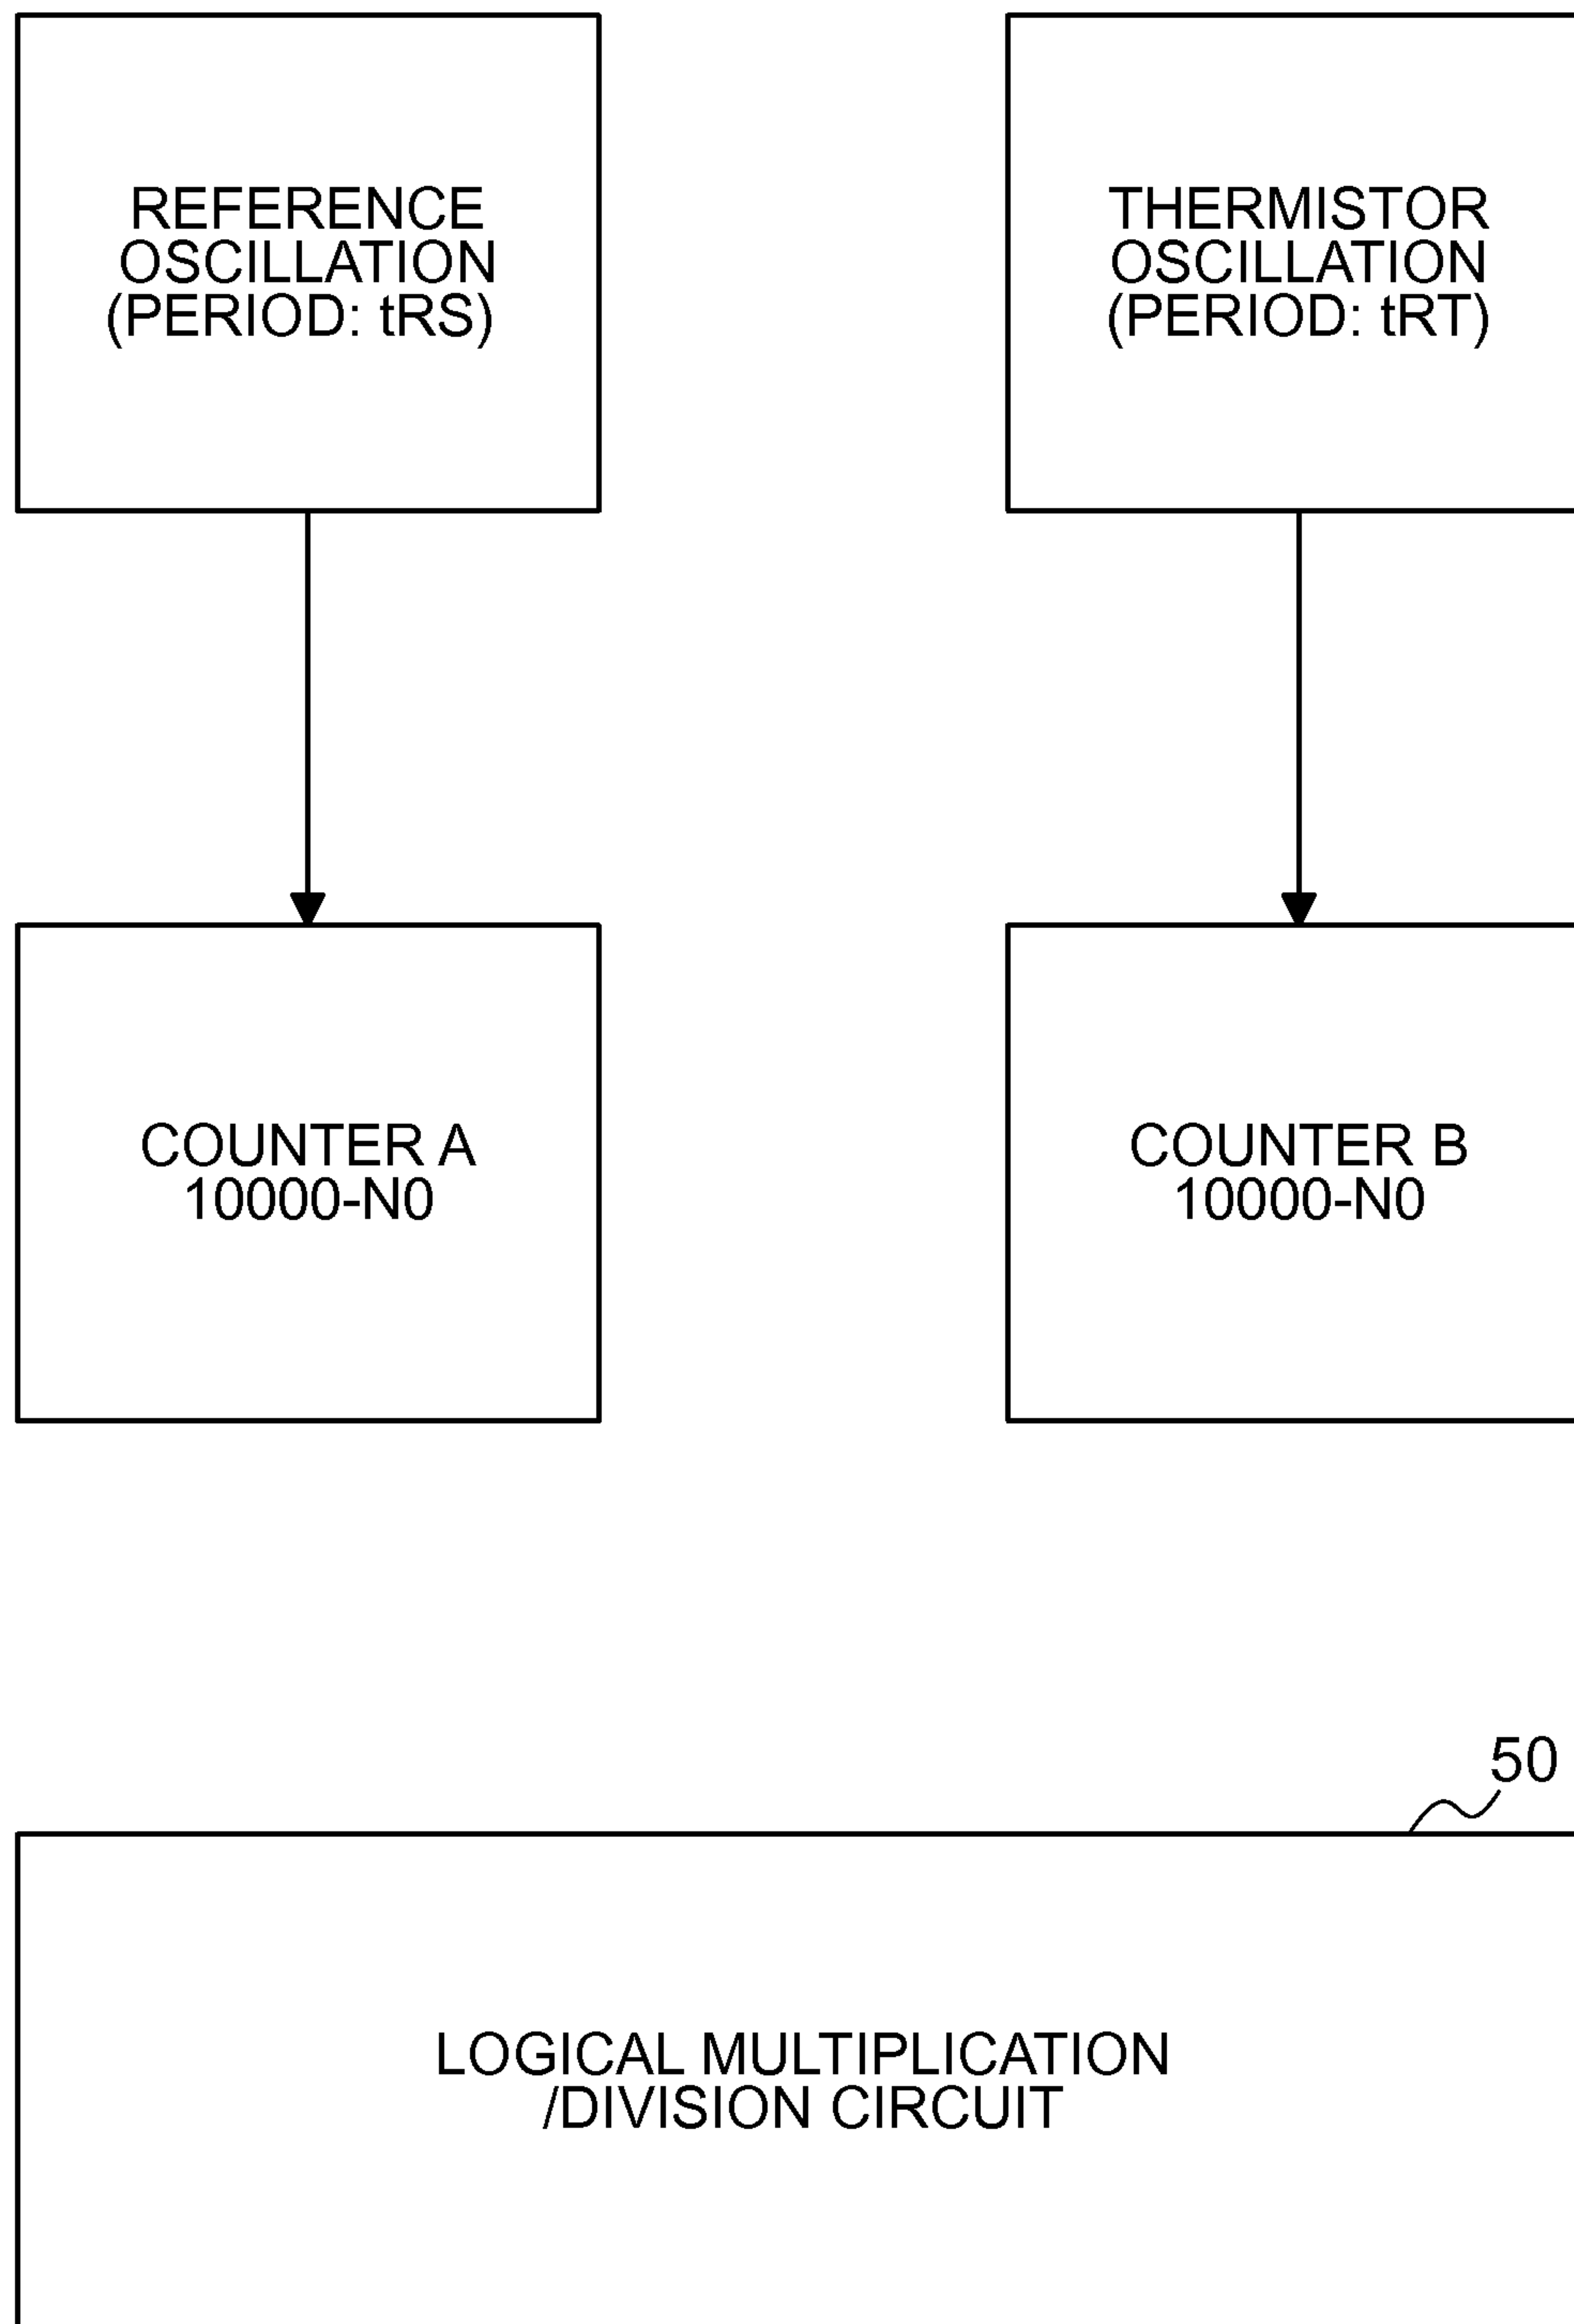 REFERENCE
OSCILLATION
(PERIOD: tRS)
THERMISTOR
OSCILLATION
(PERIOD: tRT)
COUNTER A
10000-N0
COUNTER B
10000-N0
50
LOGICAL MULTIPLICATION
/DIVISION CIRCUIT